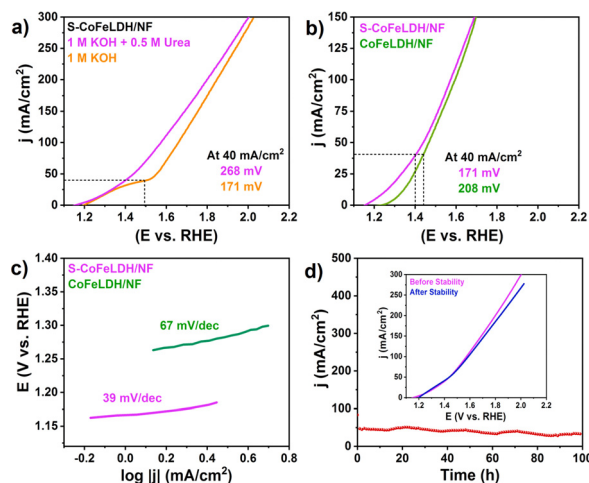 a)
S-CoFeLDH/NF
1 M KOH + 0.5 M Urea
1 M KOH
At 40 mA/cm²
268 mV
171 mV
j (mA/cm²)
300
250
200
150
100
50
0
1.2 1.4 1.6 1.8 2.0 2.2
(E vs. RHE)
b)
S-CoFeLDH/NF
CoFeLDH/NF
At 40 mA/cm²
171 mV
208 mV
j (mA/cm²)
150
125
100
75
50
25
0
1.2 1.4 1.6 1.8 2.0 2.2
(E vs. RHE)
c)
S-CoFeLDH/NF
CoFeLDH/NF
67 mV/dec
39 mV/dec
E (V vs. RHE)
1.40
1.35
1.30
1.25
1.20
1.15
-0.2 0.0 0.2 0.4 0.6 0.8
log |j| (mA/cm²)
d)
j (mA/cm²)
500
400
300
200
100
0
0 20 40 60 80 100
Time (h)
Before Stability
After Stability
j (mA/cm²)
300
250
200
150
100
50
0
1.2 1.4 1.6 1.8 2.0 2.2
E (V vs. RHE)